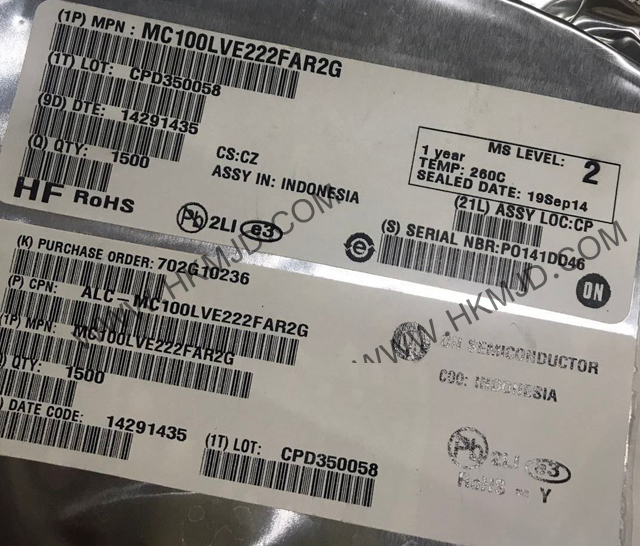 (1P) MPN : MC100LVE222FAR2G
(1T) LOT: CPD350058
(9D) DTE: 14291435
(Q) QTY: 1500
CS:CZ
ASSY IN: INDONESIA
MS LEVEL: 2
1 year
TEMP: 260C
SEALED DATE: 19Sep14
(21L) ASSY LOC:CP
HF RoHS
Pb 2LI e3
e
(S) SERIAL NBR:P0141DD46
ON
(K) PURCHASE ORDER: 702G10236
(P) CPN: ALC-MC100LVE222FAR2G
(1P) MPN: MC100LVE222FAR2G
) QTY: 1500
) DATE CODE: 14291435
(1T) LOT: CPD350058
ON SEMICONDUCTOR
COO: INDONESIA
Pb 2LI e3
RoHS - Y
WWW.HKMJD.COM
WWW.HKMJD.COM